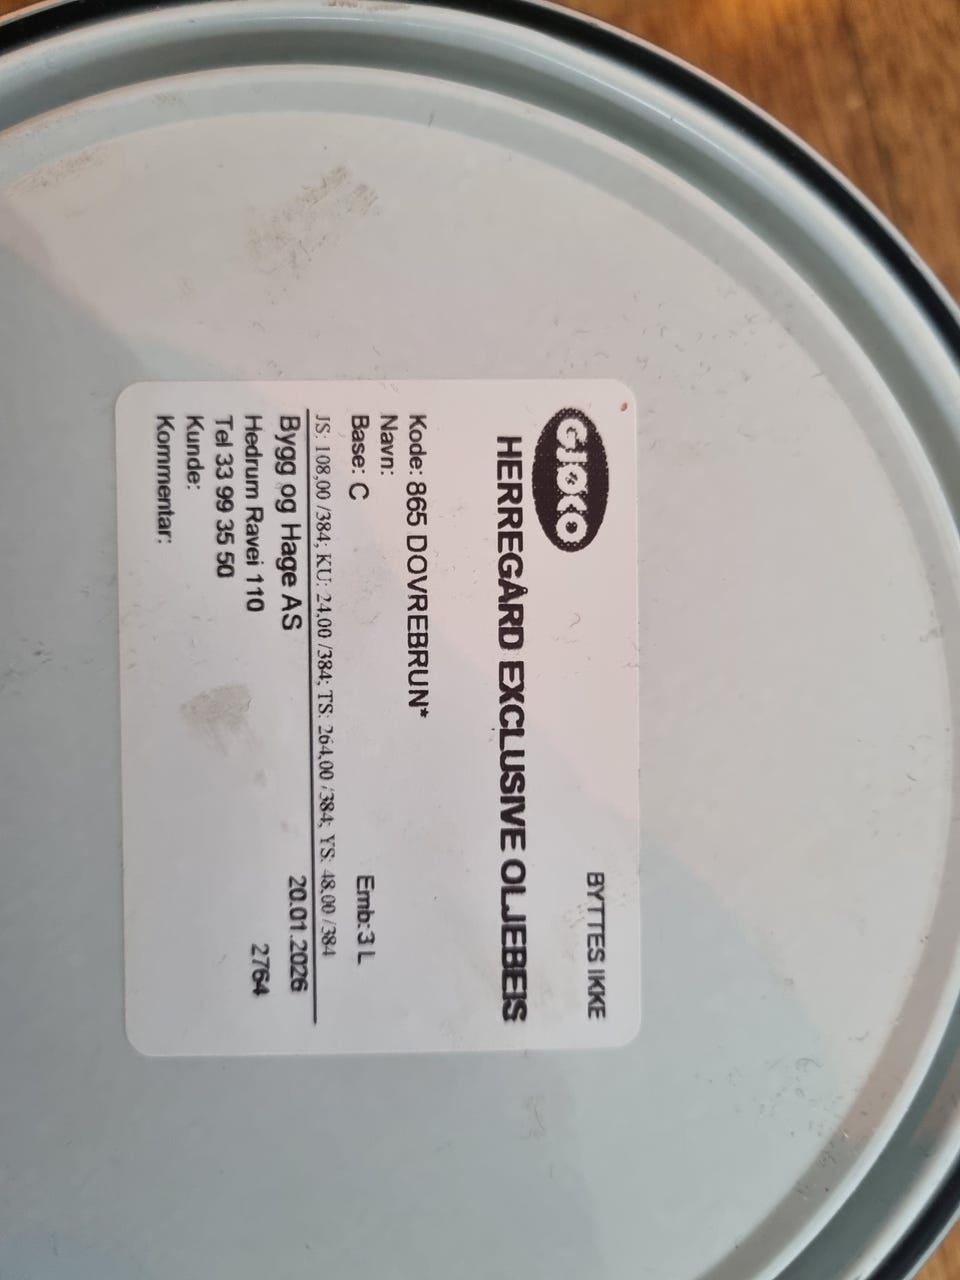 GJØCO
BYTTES IKKE
HERREGÅRD EXCLUSIVE OLJEBEIS
Kode: 865 DOVREBRUN*
Navn:
Base: C Emb:3 L
JS: 108,00 /384; KU: 24,00 /384; TS: 264,00 /384; YS: 48,00 /384
Bygg og Hage AS 20.01.2026
Hedrum Ravei 110 2764
Tel 33 99 35 50
Kunde:
Kommentar: